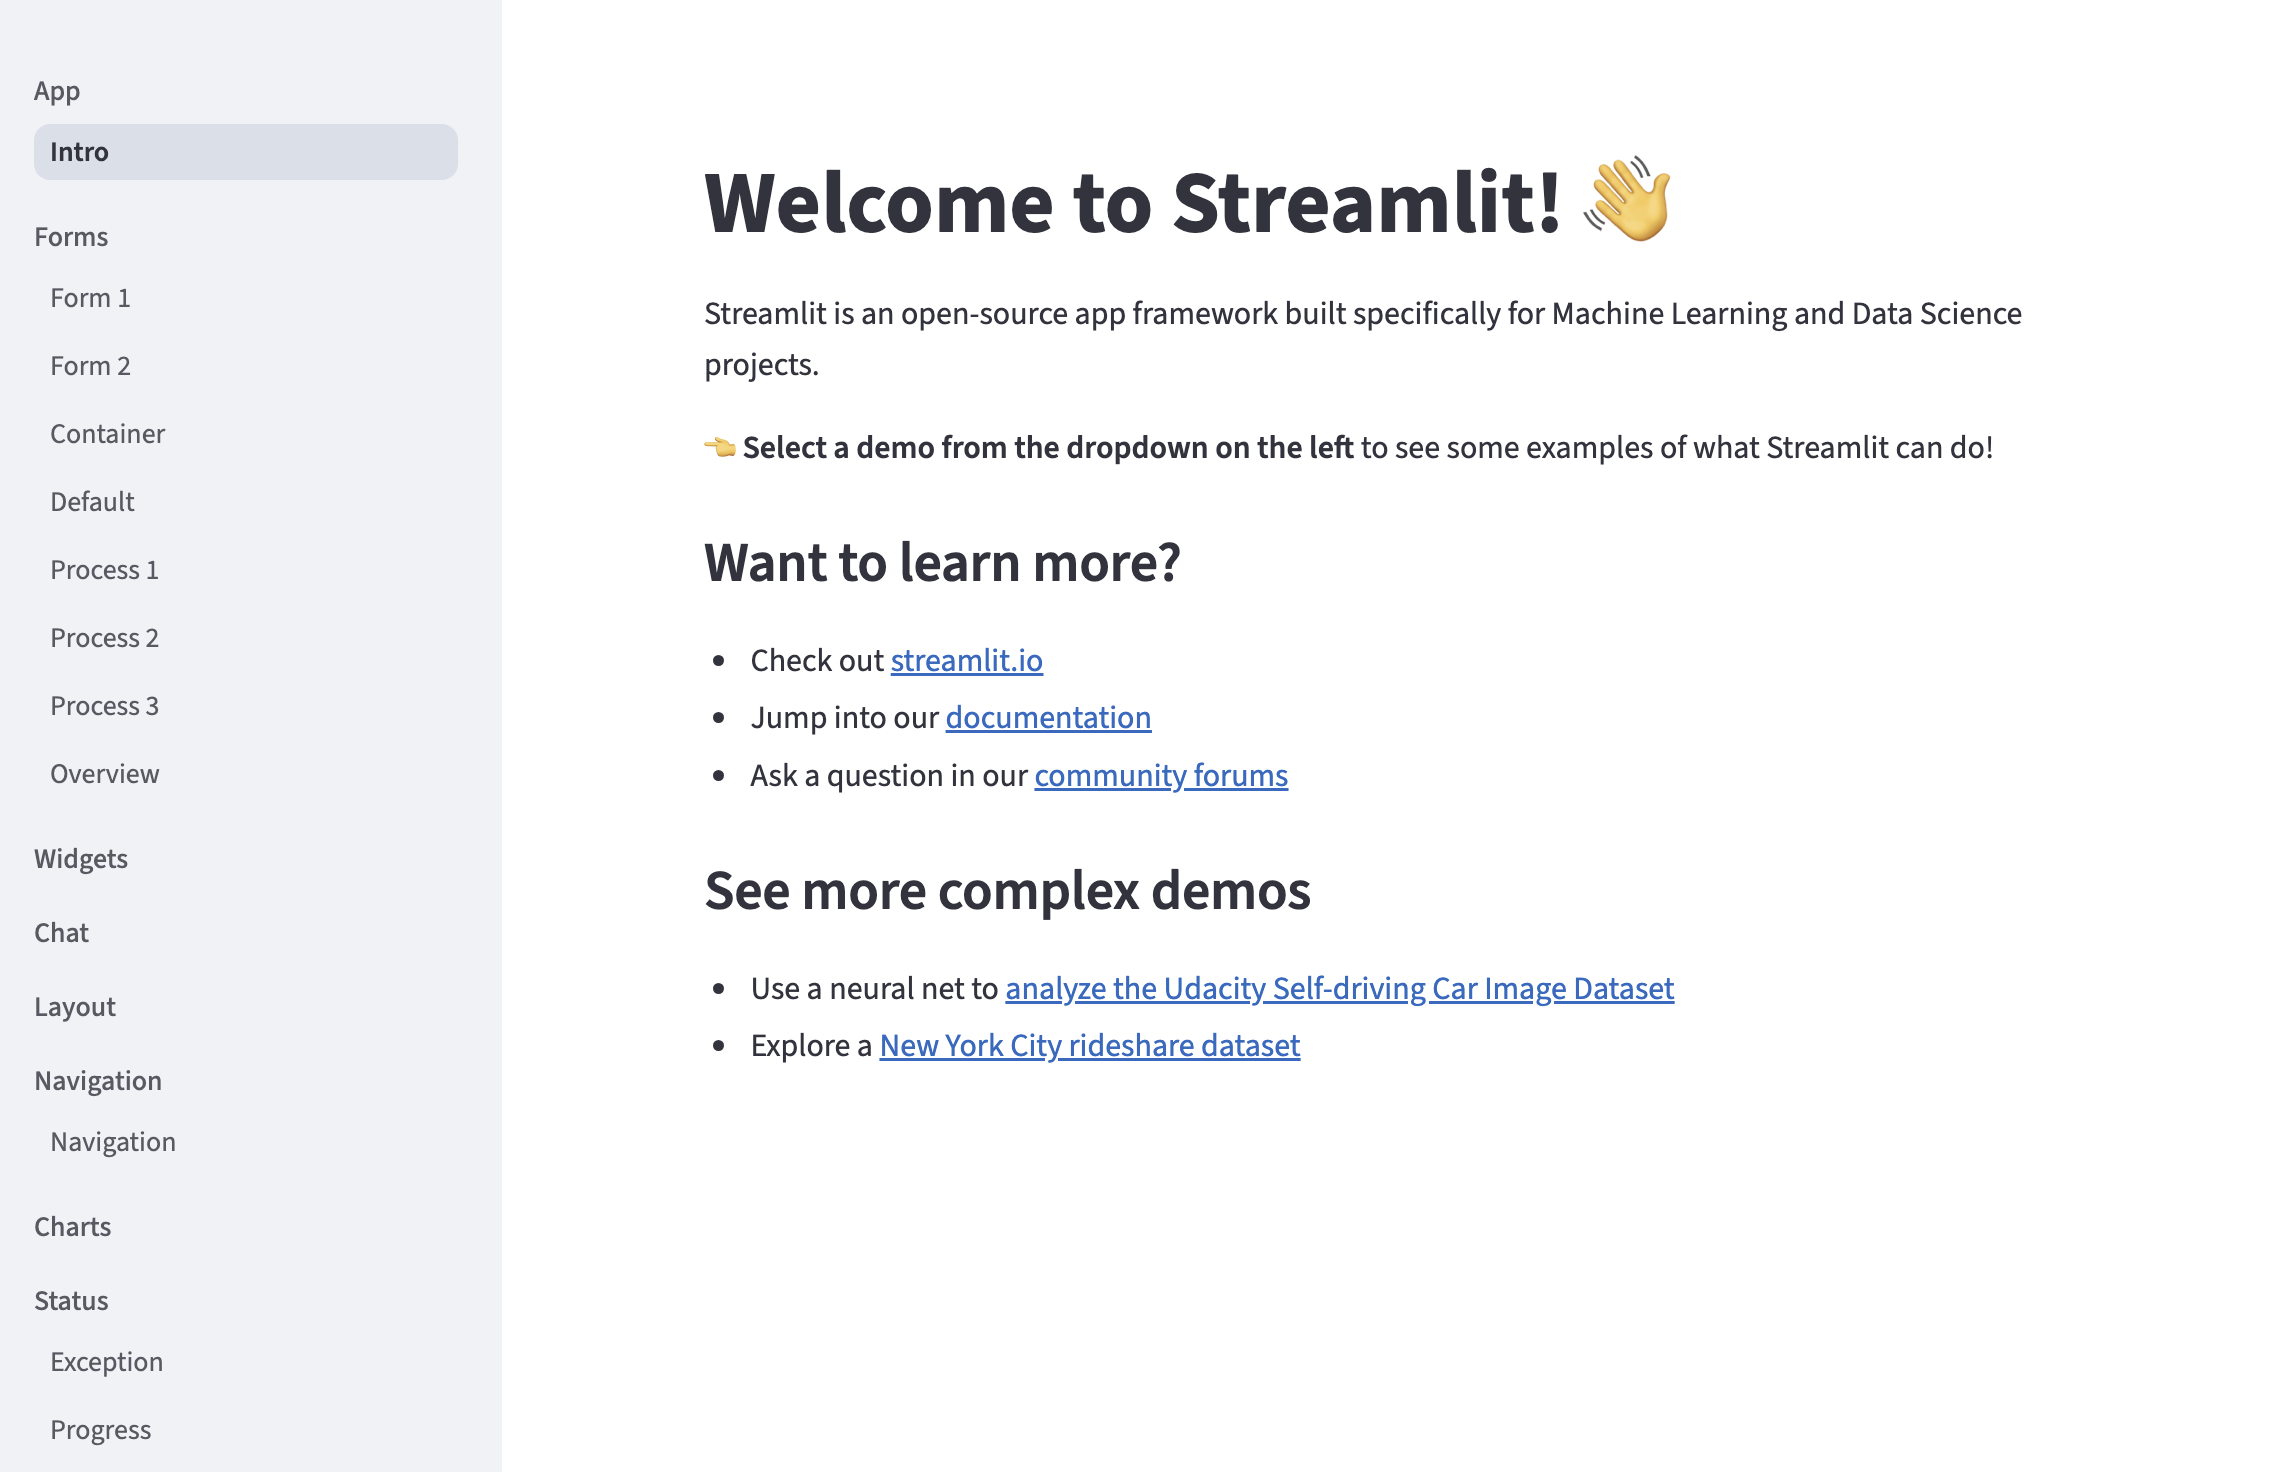 App
Intro
Forms
Form 1
Form 2
Container
Default
Process 1
Process 2
Process 3
Overview
Widgets
Chat
Layout
Navigation
Navigation
Charts
Status
Exception
Progress
Welcome to Streamlit! 👋
Streamlit is an open-source app framework built specifically for Machine Learning and Data Science
projects.
👈 Select a demo from the dropdown on the left to see some examples of what Streamlit can do!
Want to learn more?
• Check out streamlit.io
• Jump into our documentation
• Ask a question in our community forums
See more complex demos
• Use a neural net to analyze the Udacity Self-driving Car Image Dataset
• Explore a New York City rideshare dataset